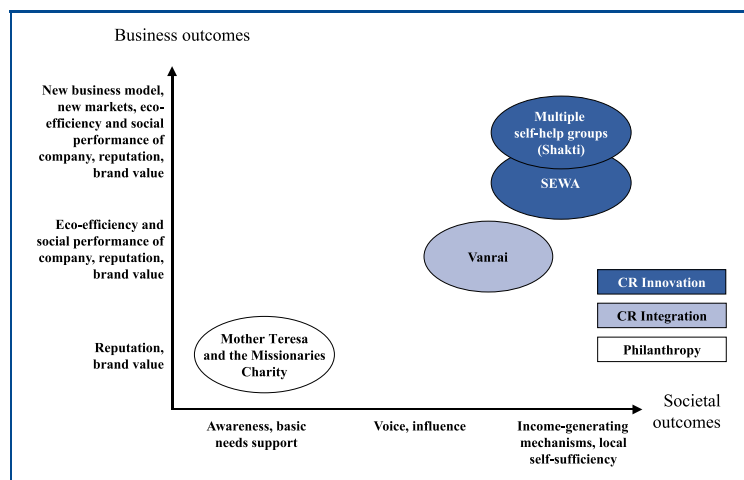 Business outcomes
New business model,
new markets, eco-
efficiency and social
performance of
company, reputation,
brand value
Multiple
self-help groups
(Shakti)
SEWA
Eco-efficiency and
social performance of
company, reputation,
brand value
Vanrai
CR Innovation
CR Integration
Philanthropy
Reputation,
brand value
Mother Teresa
and the Missionaries
Charity
Societal
outcomes
Awareness, basic
needs support
Voice, influence
Income-generating
mechanisms, local
self-sufficiency